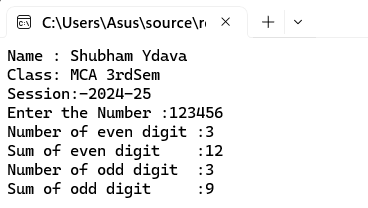 C:\Users\Asus\source\re
Name : Shubham Ydava
Class: MCA 3rdSem
Session:-2024-25
Enter the Number :123456
Number of even digit :3
Sum of even digit    :12
Number of odd digit  :3
Sum of odd digit     :9